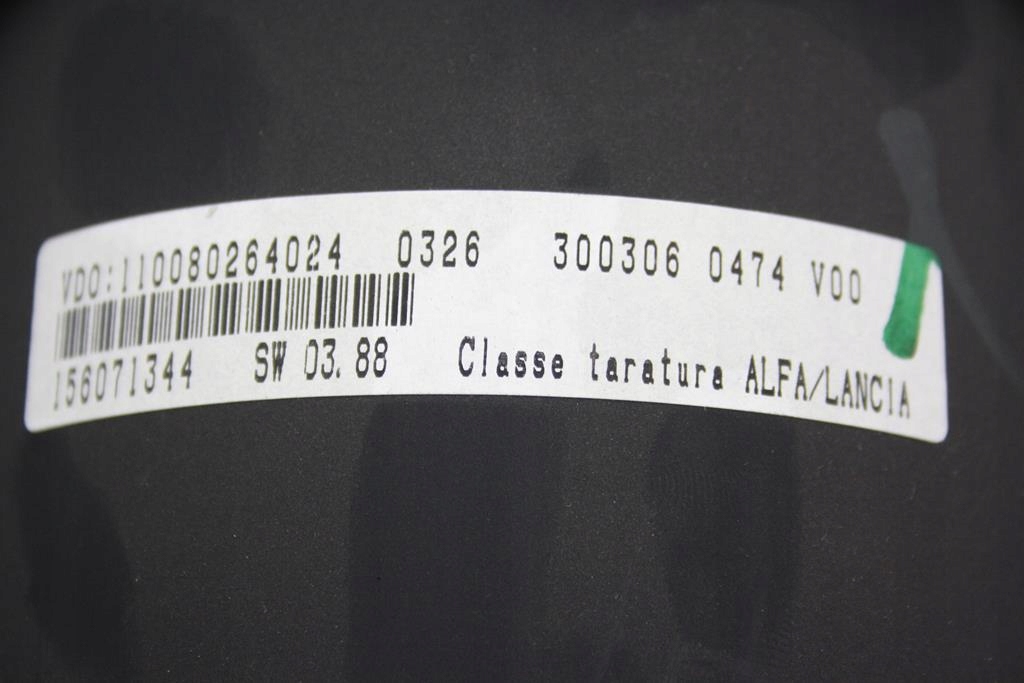 VDO:110080264024 0326 300306 0474 V00
156071344 SW 03.88 Classe taratura ALFA/LANCIA